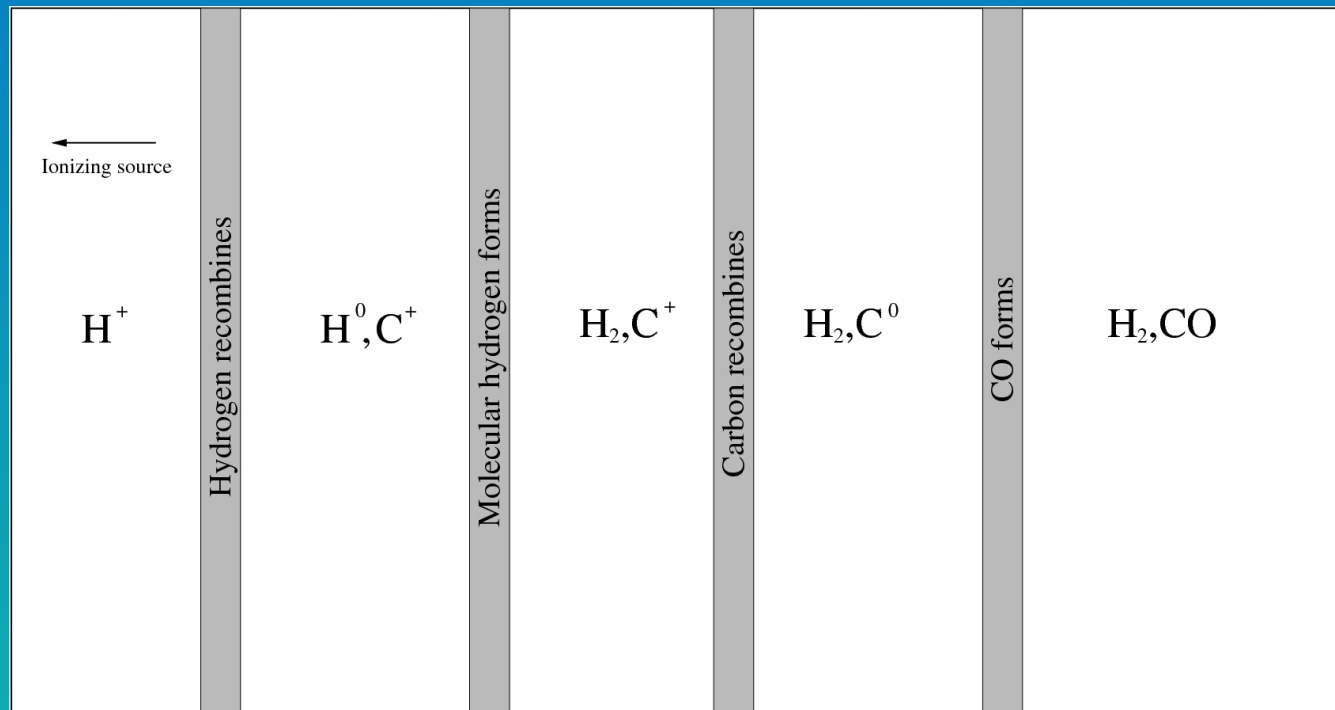 Ionizing source
H⁺
Hydrogen recombines
H⁰,C⁺
Molecular hydrogen forms
H₂,C⁺
Carbon recombines
H₂,C⁰
CO forms
H₂,CO